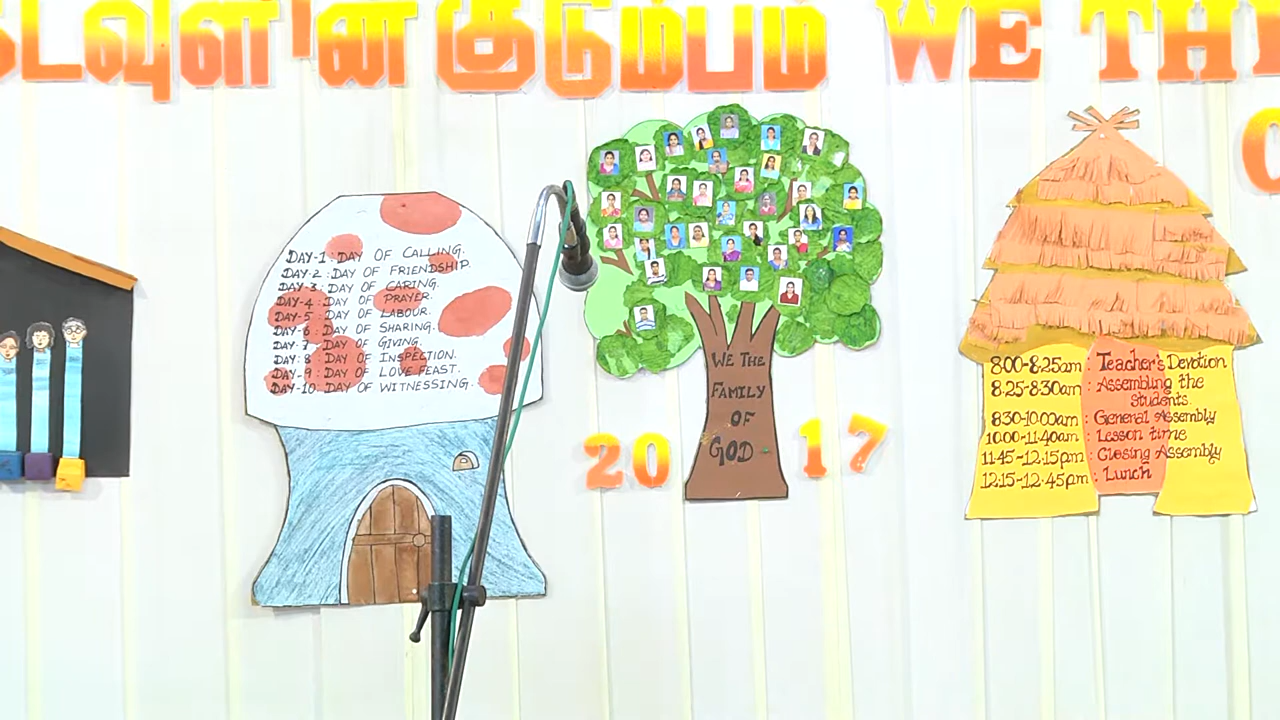 கடவுளின் குடும்பம் WE THE
DAY-1: DAY OF CALLING.
DAY-2: DAY OF FRIENDSHIP.
DAY-3: DAY OF CARING.
DAY-4: DAY OF PRAYER.
DAY-5: DAY OF LABOUR.
DAY-6: DAY OF SHARING.
DAY-7: DAY OF GIVING.
DAY: 8: DAY OF INSPECTION.
DAY-9: DAY OF LOVE FEAST.
DAY-10: DAY OF WITNESSING.
WE THE
FAMILY
OF
GOD
2017
8:00-8:25am : Teacher's Devotion
8.25-8:30am : Assembling the
students.
8:30-10:00am : General Assembly
10:00-11:40am : Lesson time
11:45-12:15pm : Closing Assembly
12:15-12:45pm : Lunch